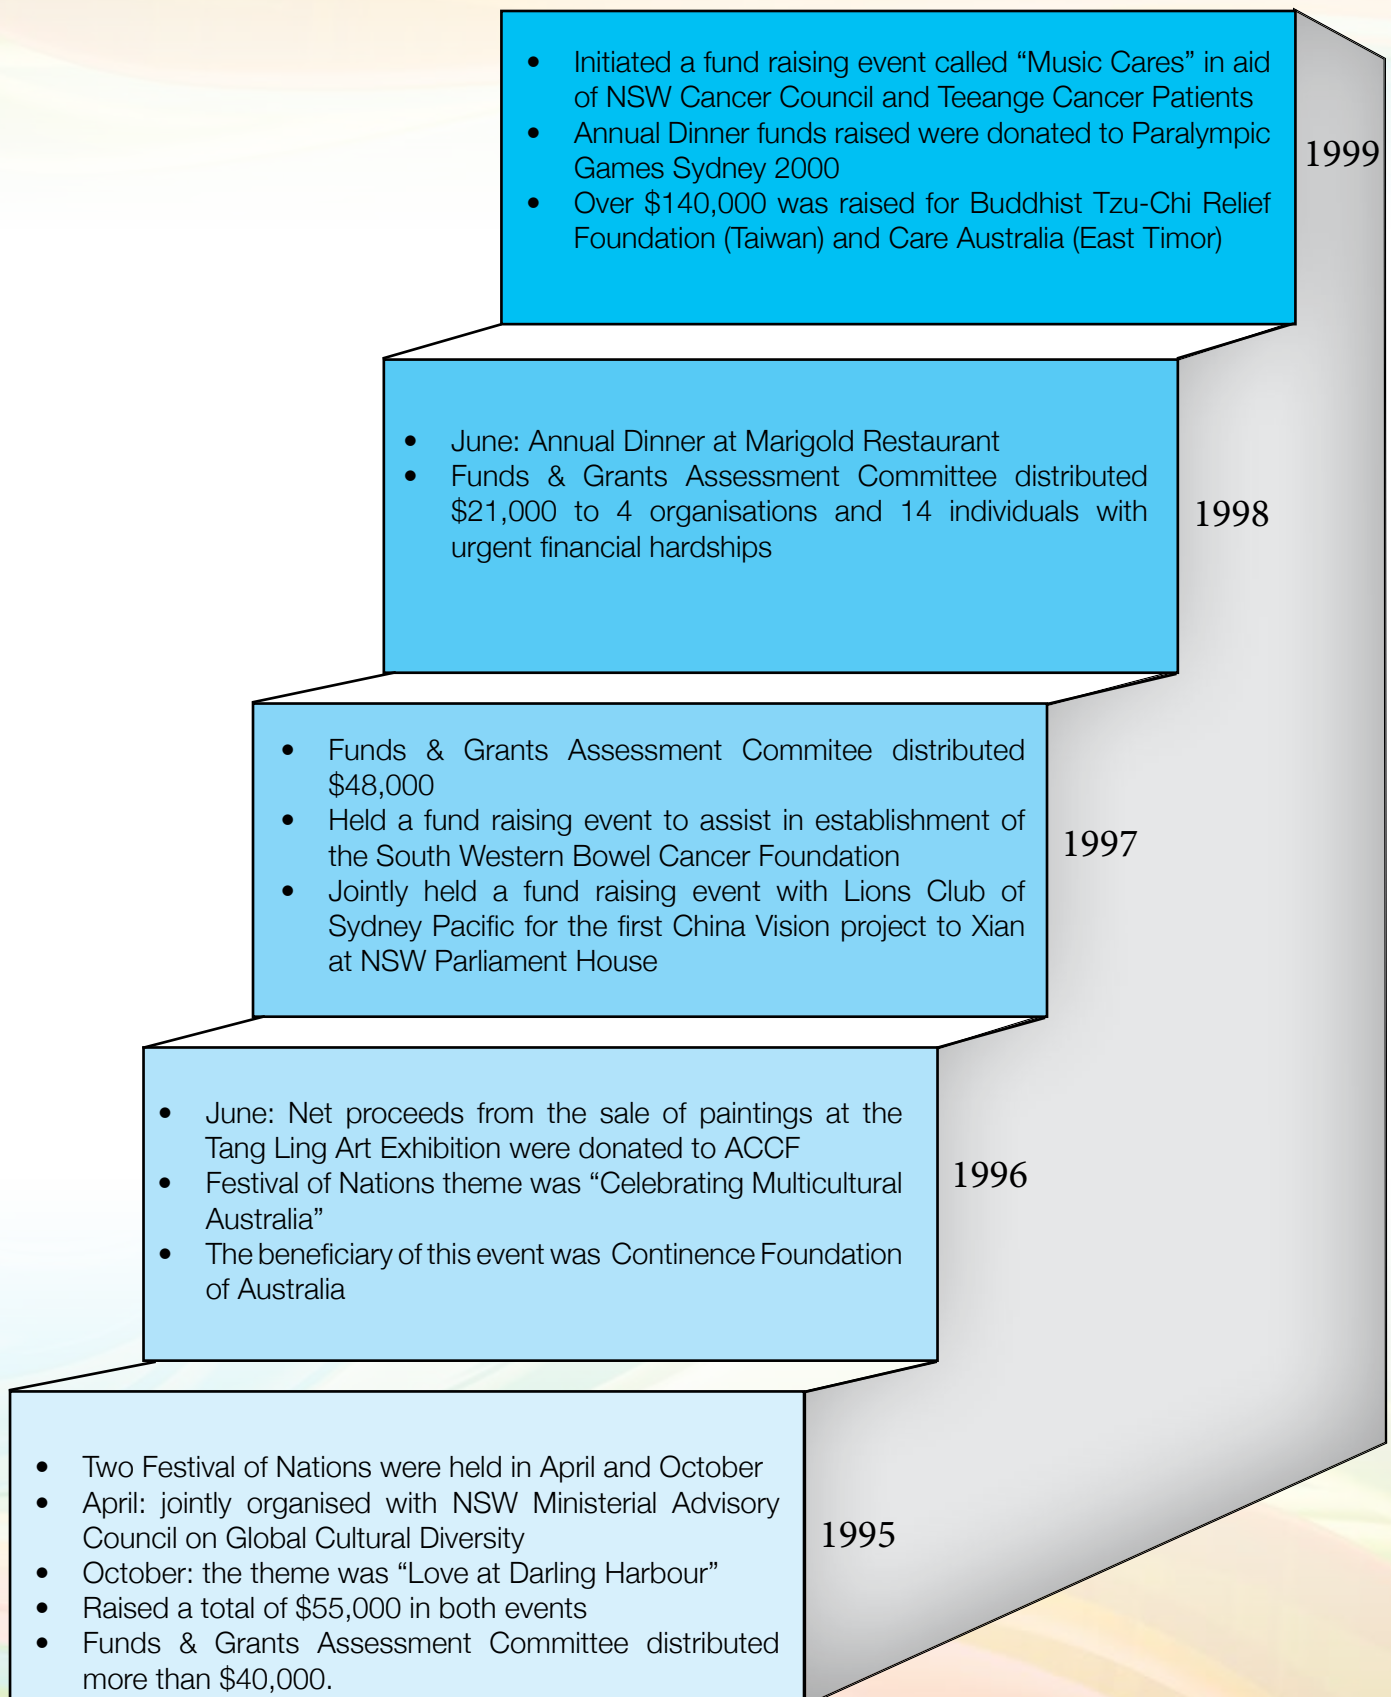 • Initiated a fund raising event called “Music Cares” in aid
of NSW Cancer Council and Teeange Cancer Patients
• Annual Dinner funds raised were donated to Paralympic
Games Sydney 2000
• Over $140,000 was raised for Buddhist Tzu-Chi Relief
Foundation (Taiwan) and Care Australia (East Timor)
1999
• June: Annual Dinner at Marigold Restaurant
• Funds & Grants Assessment Committee distributed
$21,000 to 4 organisations and 14 individuals with
urgent financial hardships
1998
• Funds & Grants Assessment Commitee distributed
$48,000
• Held a fund raising event to assist in establishment of
the South Western Bowel Cancer Foundation
• Jointly held a fund raising event with Lions Club of
Sydney Pacific for the first China Vision project to Xian
at NSW Parliament House
1997
• June: Net proceeds from the sale of paintings at the
Tang Ling Art Exhibition were donated to ACCF
• Festival of Nations theme was “Celebrating Multicultural
Australia”
• The beneficiary of this event was Continence Foundation
of Australia
1996
• Two Festival of Nations were held in April and October
• April: jointly organised with NSW Ministerial Advisory
Council on Global Cultural Diversity
• October: the theme was “Love at Darling Harbour”
• Raised a total of $55,000 in both events
• Funds & Grants Assessment Committee distributed
more than $40,000.
1995